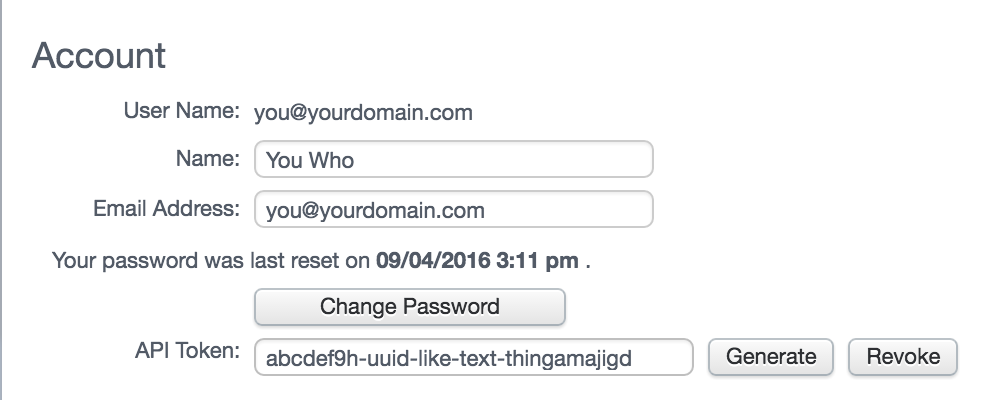 Account
User Name: you@yourdomain.com
Name: You Who
Email Address: you@yourdomain.com
Your password was last reset on 09/04/2016 3:11 pm .
Change Password
API Token: abcdef9h-uuid-like-text-thingamajigd Generate Revoke